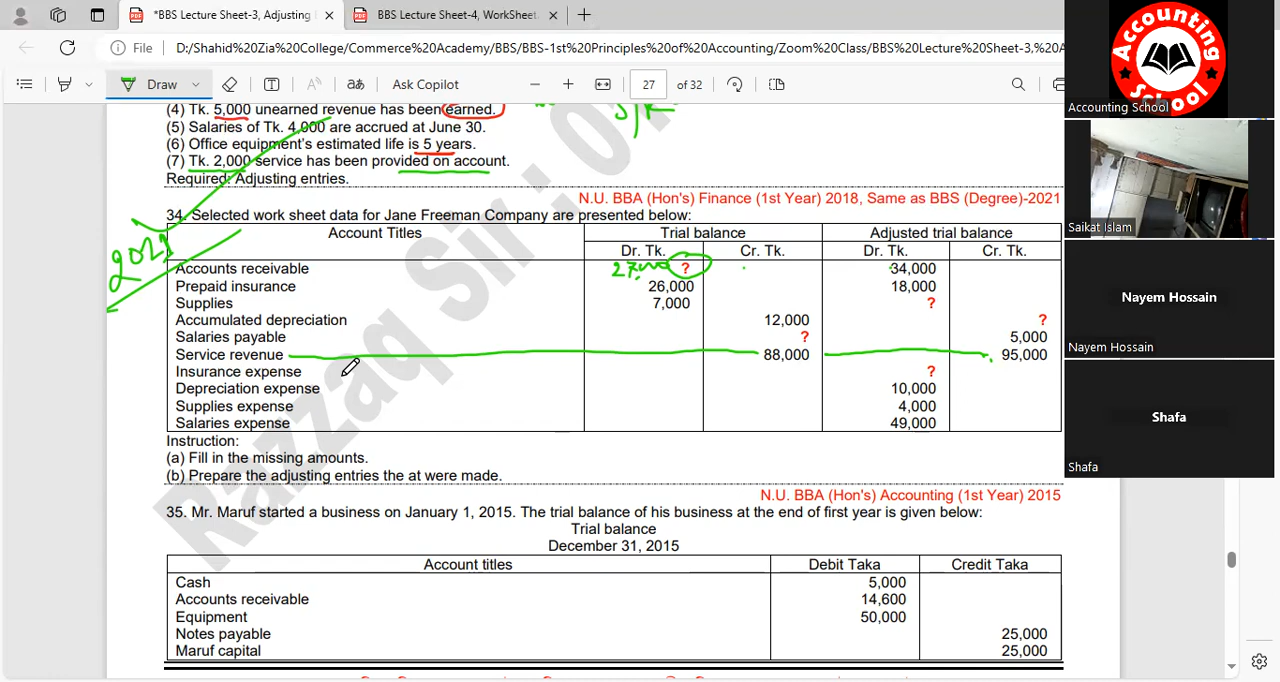 *BBS Lecture Sheet-3, Adjusting
BBS Lecture Sheet-4, WorkSheet.
File
D:/Shahid%20Zia%20College/Commerce%20Academy/BBS/BBS-1st%20Principles%20of%20Accounting/Zoom%20Class/BBS%20Lecture%20Sheet-3,%20A
Draw
Ask Copilot
27
of 32
(4) Tk. 5,000 unearned revenue has been earned.
(5) Salaries of Tk. 4,000 are accrued at June 30.
(6) Office equipment's estimated life is 5 years.
(7) Tk. 2,000 service has been provided on account.
Required: Adjusting entries.
N.U. BBA (Hon's) Finance (1st Year) 2018, Same as BBS (Degree)-2021
34. Selected work sheet data for Jane Freeman Company are presented below:
Account Titles Trial balance Adjusted trial balance
Dr. Tk. Cr. Tk. Dr. Tk. Cr. Tk.
Accounts receivable ? 34,000
Prepaid insurance 26,000 18,000
Supplies 7,000 ?
Accumulated depreciation 12,000 ?
Salaries payable ? 5,000
Service revenue 88,000 95,000
Insurance expense ?
Depreciation expense 10,000
Supplies expense 4,000
Salaries expense 49,000
2021
Instruction:
(a) Fill in the missing amounts.
(b) Prepare the adjusting entries the at were made.
N.U. BBA (Hon's) Accounting (1st Year) 2015
35. Mr. Maruf started a business on January 1, 2015. The trial balance of his business at the end of first year is given below:
Trial balance
December 31, 2015
Account titles Debit Taka Credit Taka
Cash 5,000
Accounts receivable 14,600
Equipment 50,000
Notes payable 25,000
Maruf capital 25,000
Razzaq Sir : 0
Accounting School
Accounting School
Saikat Islam
Nayem Hossain
Nayem Hossain
Shafa
Shafa